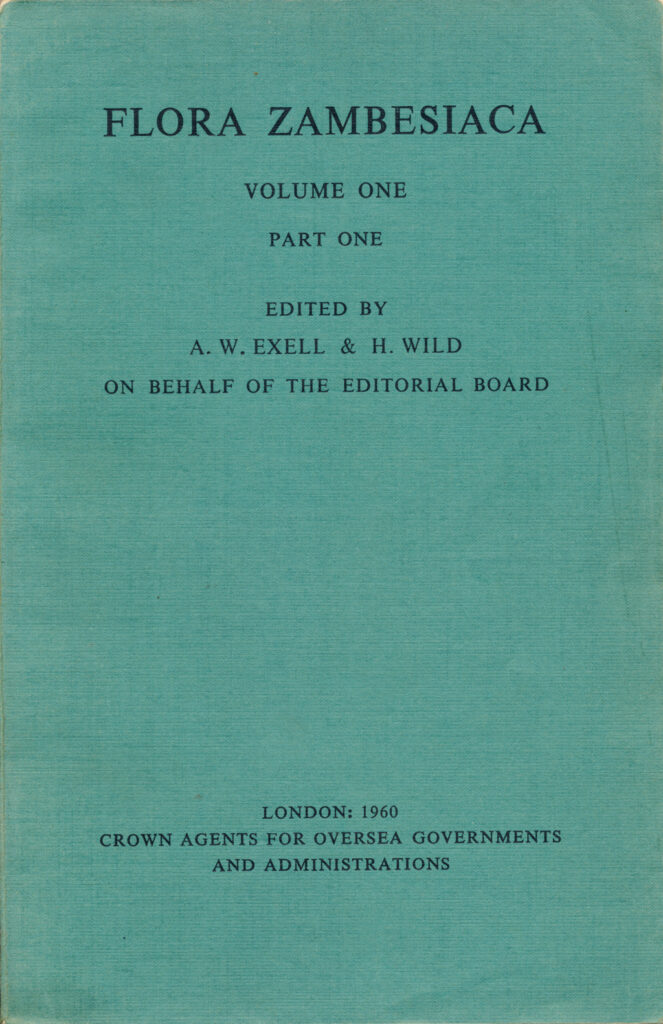 FLORA ZAMBESIACA
VOLUME ONE
PART ONE
EDITED BY
A. W. EXELL & H. WILD
ON BEHALF OF THE EDITORIAL BOARD
LONDON: 1960
CROWN AGENTS FOR OVERSEA GOVERNMENTS
AND ADMINISTRATIONS